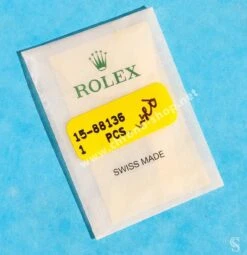 ROLEX
15-88136
1 PCS
SWISS MADE